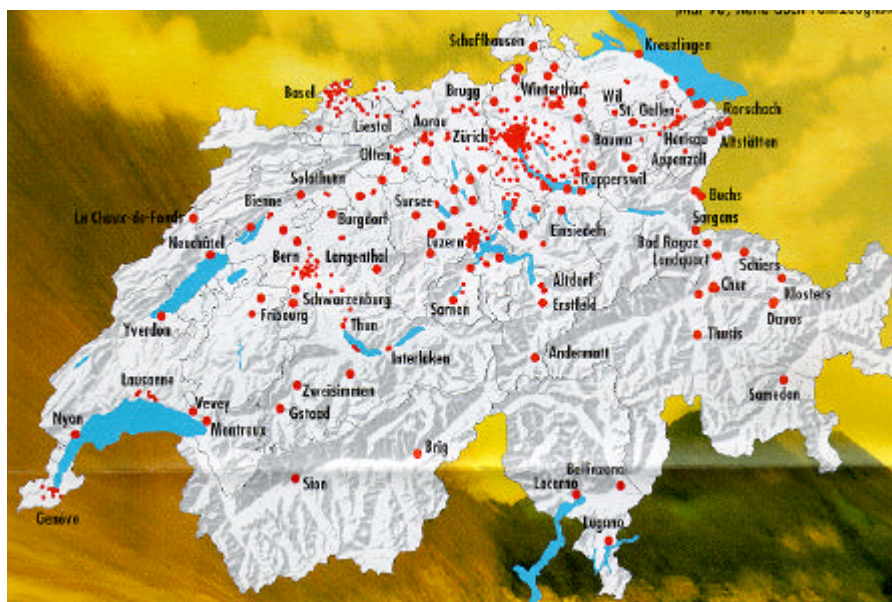 Schaffhausen
Kreuzlingen
Basel
Brugg
Winterthur
Wil
St. Gallen
Rorschach
Liestal
Aarau
Zürich
Bauma
Herisau
Altstätten
Olten
Appenzell
Solothurn
Rapperswil
Bienne
Sursee
Buchs
La Chaux-de-Fonds
Burgdorf
Einsiedeln
Sargans
Neuchâtel
Luzern
Bad Ragaz
Bern
Langenthal
Landquart
Schiers
Altdorf
Chur
Klosters
Schwarzenburg
Sarnen
Erstfeld
Davos
Fribourg
Yverdon
Thun
Thusis
Interlaken
Andermatt
Lausanne
Zweisimmen
Samedan
Vevey
Gstaad
Nyon
Montreux
Brig
Bellinzona
Sion
Locarno
Genève
Lugano